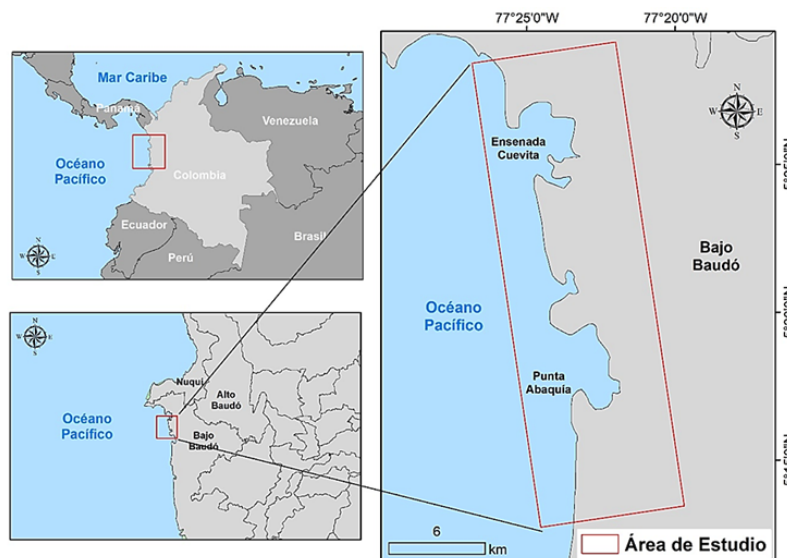 Mar Caribe
Panamá
Venezuela
Océano
Pacífico
Colombia
Ecuador
Perú
Brasil
N
W E
S
N
W E
S
Nuquí
Alto
Baudó
Océano
Pacífico
Bajo
Baudó
77°25'0"W 77°20'0"W
N
W E
S
Ensenada
Cuevita
Bajo
Baudó
Océano
Pacífico
Punta
Abaquía
6
km
Área de Estudio